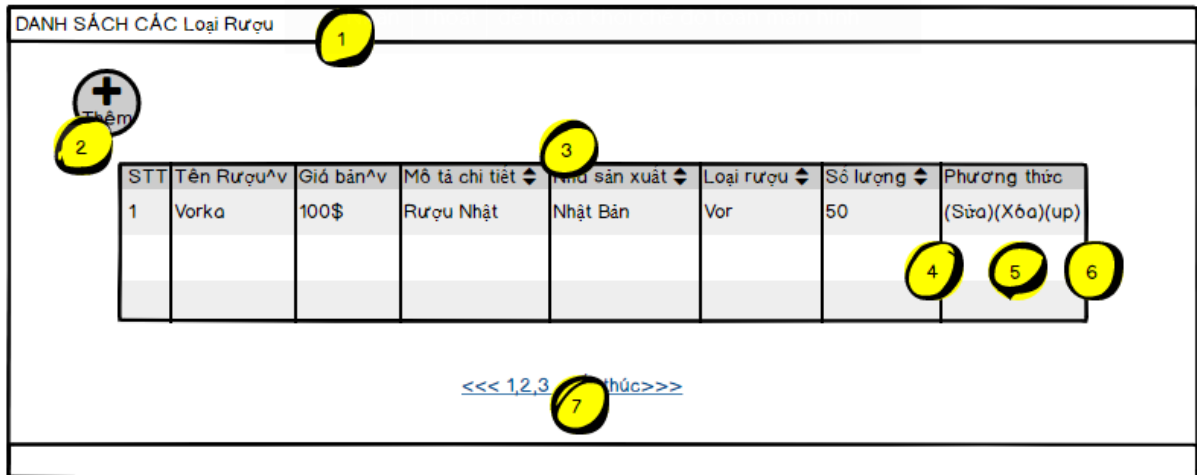 DANH SÁCH CÁC Loại Rượu
1
Thêm
2
3
STT Tên Rượu^v Giá bản^v Mô tả chi tiết Nhà sản xuất Loại rượu Số lượng Phương thức
1 Vorka 100$ Rượu Nhật Nhật Bản Vor 50 (Sửa)(Xóa)(up)
4 5 6
<<< 1,2,3 thúc>>>
7